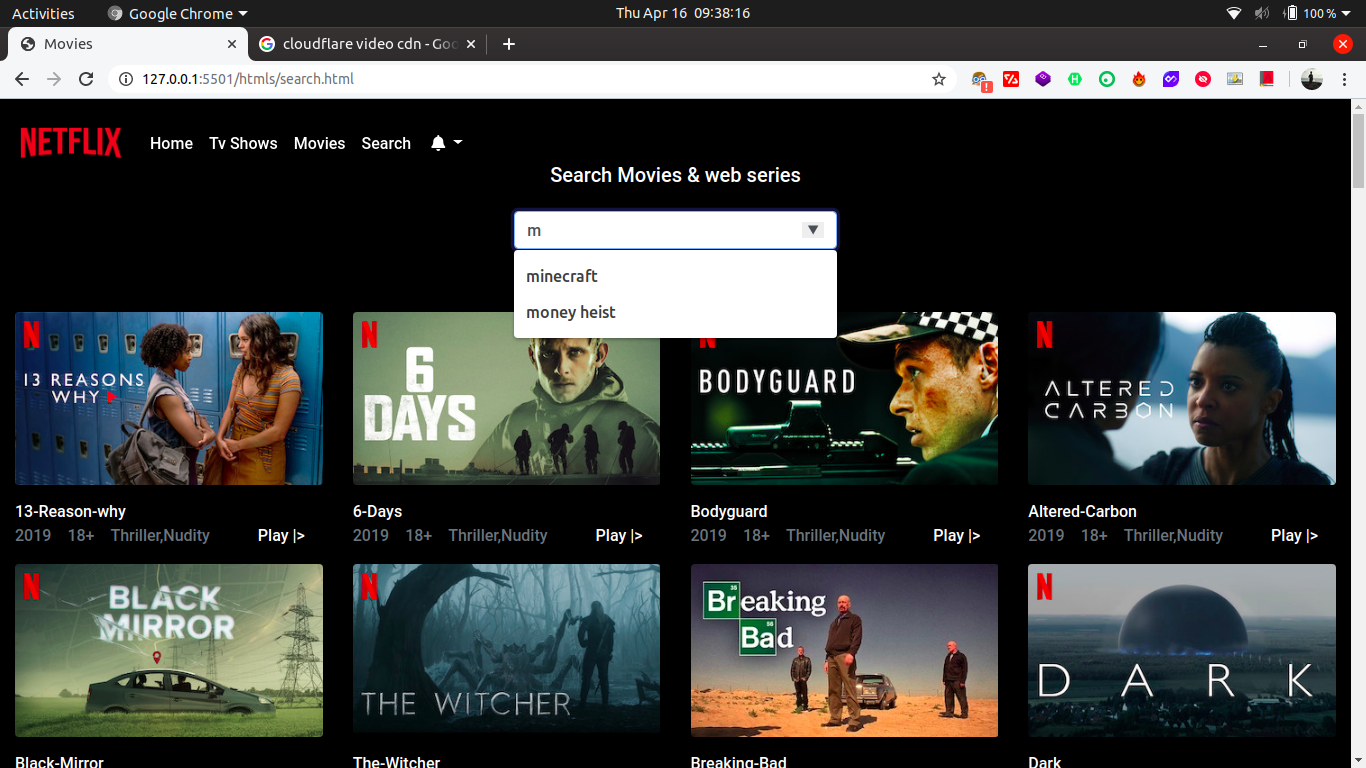 Activities Google Chrome Thu Apr 16 09:38:16 100 %
Movies cloudflare video cdn - Goo
127.0.0.1:5501/htmls/search.html
NETFLIX Home Tv Shows Movies Search
Search Movies & web series
m
minecraft
money heist
N 13 REASONS WHY
N 6 DAYS
N BODYGUARD
N ALTERED CARBON
13-Reason-why
2019 18+ Thriller,Nudity Play |>
6-Days
2019 18+ Thriller,Nudity Play |>
Bodyguard
2019 18+ Thriller,Nudity Play |>
Altered-Carbon
2019 18+ Thriller,Nudity Play |>
N BLACK MIRROR
N THE WITCHER
35 Breaking 56 Bad
N DARK
Black-Mirror
The-Witcher
Breaking-Bad
Dark